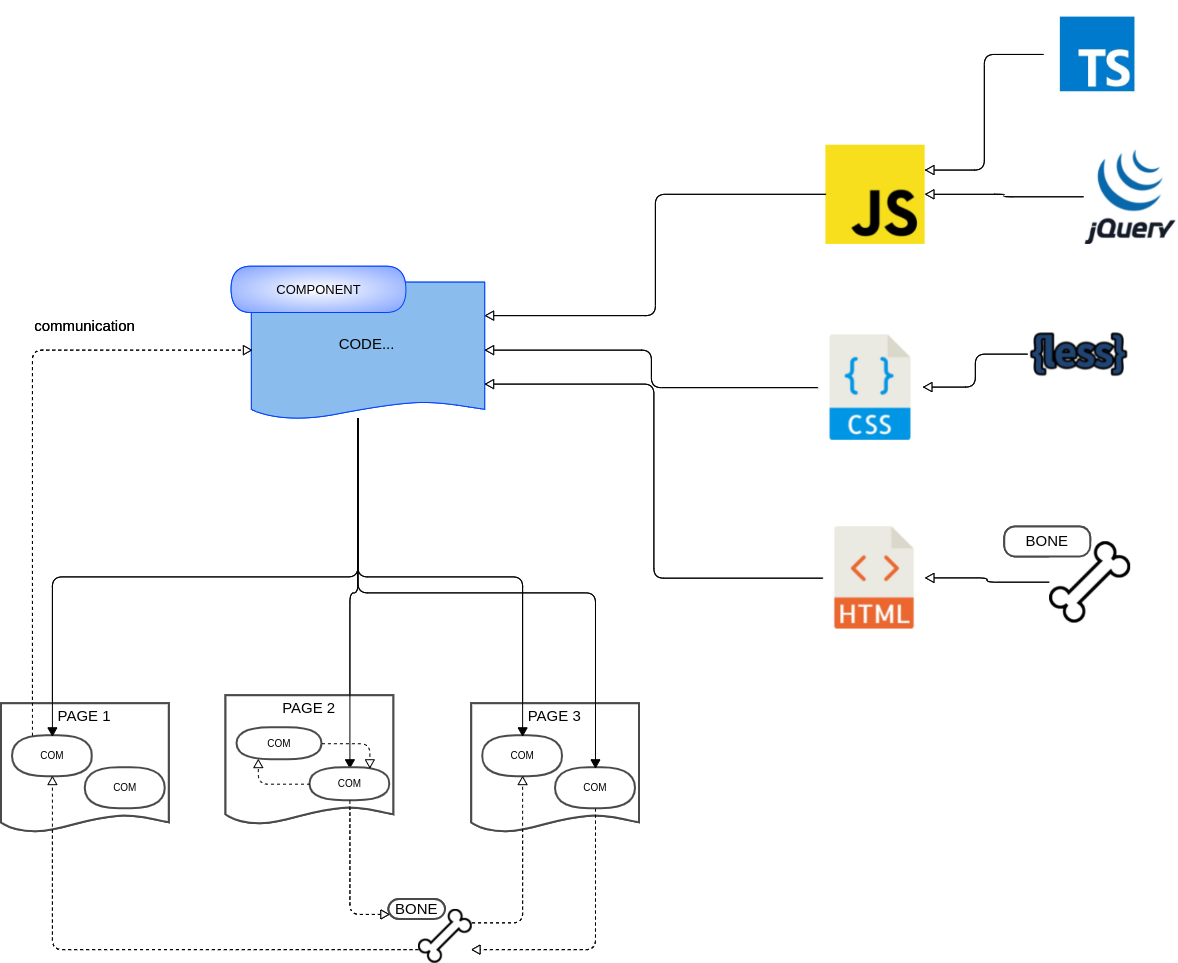 TS
JS
jQuery
COMPONENT
CODE...
communication
{less}
{ }
CSS
BONE
< >
HTML
PAGE 1
COM
COM
PAGE 2
COM
COM
PAGE 3
COM
COM
BONE